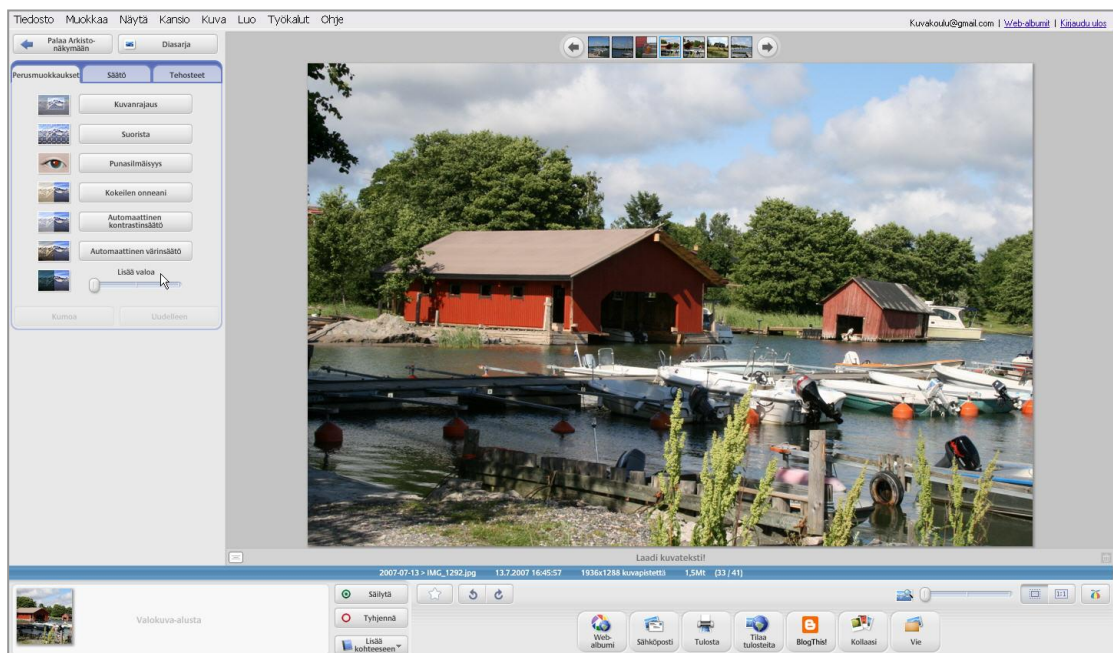 Tiedosto Muokkaa Näytä Kansio Kuva Luo Työkalut Ohje
Kuvakoulu@gmail.com | Web-albumit | Kirjaudu ulos
Palaa Arkisto-
näkymään
Diasarja
Perusmuokkaukset
Säätö
Tehosteet
Kuvanrajaus
Suorista
Punasilmäisyys
Kokeilen onneani
Automaattinen
kontrastinsäätö
Automaattinen värinsäätö
Lisää valoa
Kumoa
Uudelleen
Laadi kuvateksti!
2007-07-13 > IMG_1292.jpg 13.7.2007 16:45:57 1936x1288 kuvapistettä 1,5Mt (33 / 41)
Valokuva-alusta
Säilytä
Tyhjennä
Lisää
kohteeseen
1:1
Web-
albumi
Sähköposti
Tulosta
Tilaa
tulosteita
BlogThis!
Kollaasi
Vie